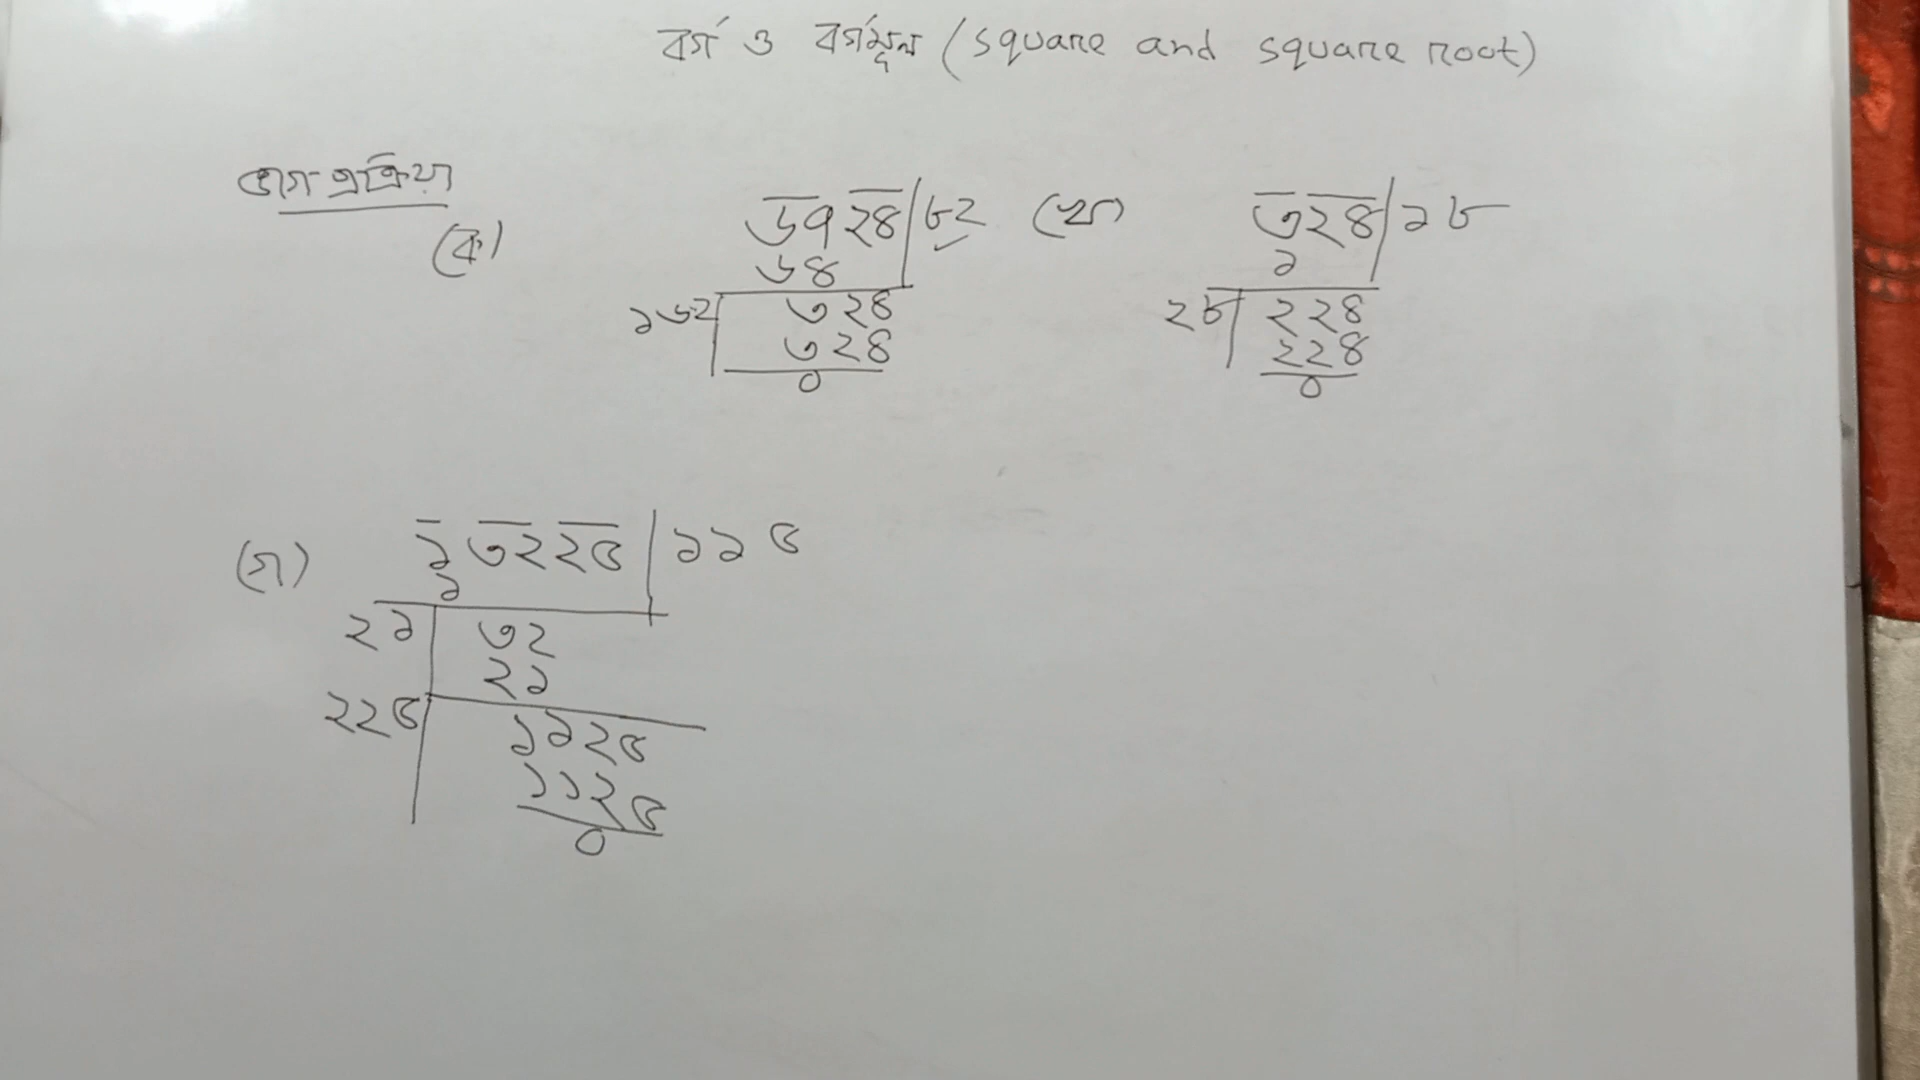 বর্গ ও বর্গমূল (square and square root)
ভাগ প্রক্রিয়া
(ক) ৬৭২৪ ৮২
৬৪
১৬২ ৩২৪
৩২৪
০
(খ) ৩২৪ ১৮
১
২৮ ২২৪
২২৪
০
(গ) ১৩২২৫ ১১৫
১
২১ ৩২
২১
২২৫ ১১২৫
১১২৫
০